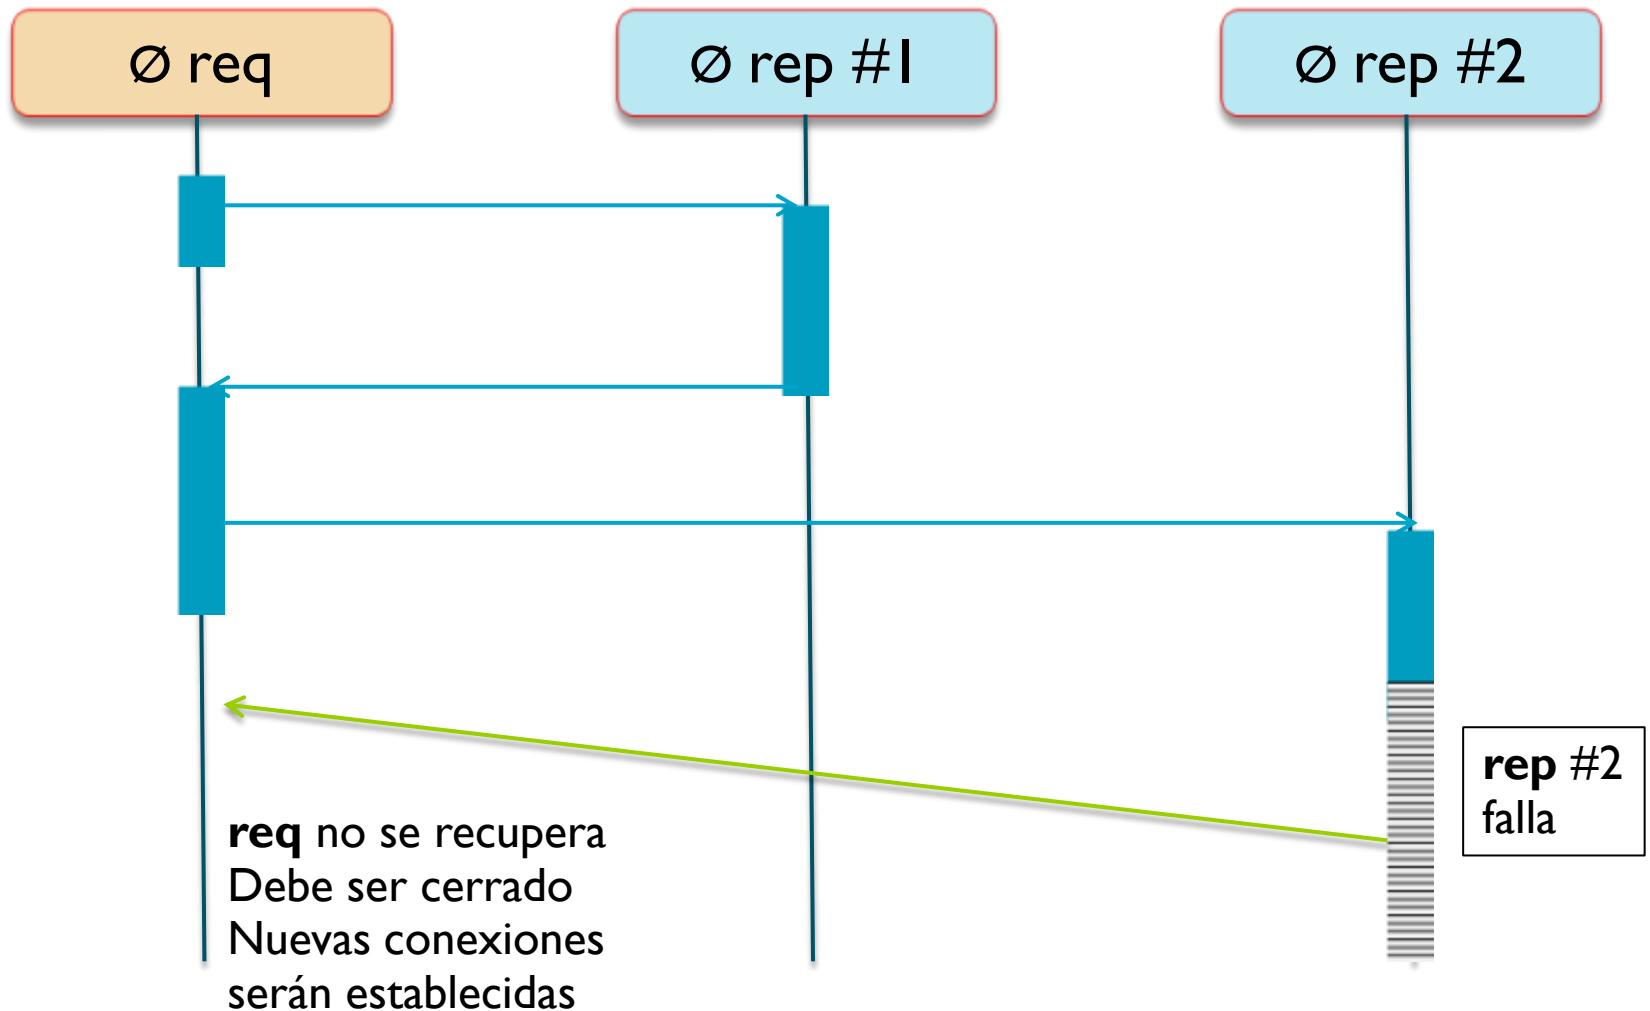 Ø req
Ø rep #1
Ø rep #2
rep #2
falla
req no se recupera
Debe ser cerrado
Nuevas conexiones
serán establecidas